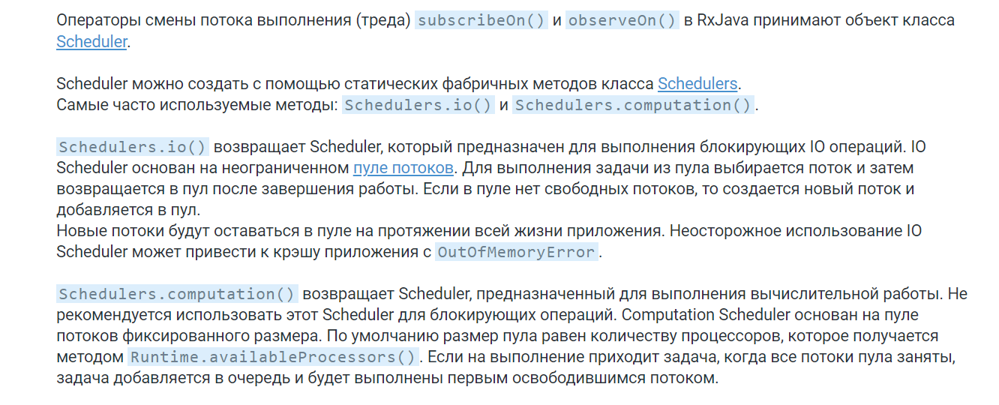 Операторы смены потока выполнения (треда) subscribeOn() и observeOn() в RxJava принимают объект класса
Scheduler.
Scheduler можно создать с помощью статических фабричных методов класса Schedulers.
Самые часто используемые методы: Schedulers.io() и Schedulers.computation().
Schedulers.io() возвращает Scheduler, который предназначен для выполнения блокирующих IO операций. IO
Scheduler основан на неограниченном пуле потоков. Для выполнения задачи из пула выбирается поток и затем
возвращается в пул после завершения работы. Если в пуле нет свободных потоков, то создается новый поток и
добавляется в пул.
Новые потоки будут оставаться в пуле на протяжении всей жизни приложения. Неосторожное использование IO
Scheduler может привести к крэшу приложения с OutOfMemoryError.
Schedulers.computation() возвращает Scheduler, предназначенный для выполнения вычислительной работы. Не
рекомендуется использовать этот Scheduler для блокирующих операций. Computation Scheduler основан на пуле
потоков фиксированного размера. По умолчанию размер пула равен количеству процессоров, которое получается
методом Runtime.availableProcessors(). Если на выполнение приходит задача, когда все потоки пула заняты,
задача добавляется в очередь и будет выполнены первым освободившимся потоком.